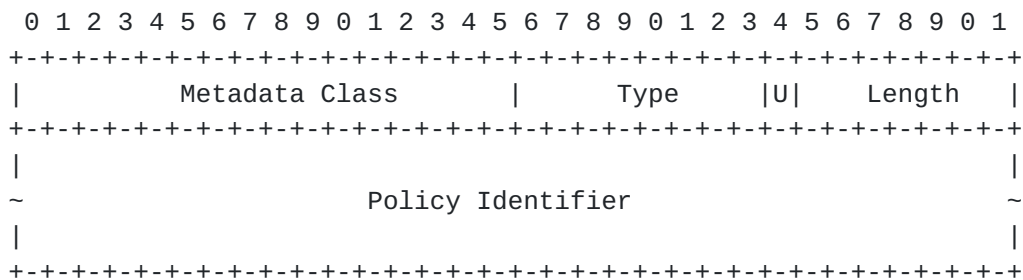 0 1 2 3 4 5 6 7 8 9 0 1 2 3 4 5 6 7 8 9 0 1 2 3 4 5 6 7 8 9 0 1
+-+-+-+-+-+-+-+-+-+-+-+-+-+-+-+-+-+-+-+-+-+-+-+-+-+-+-+-+-+-+-+-+
|          Metadata Class       |      Type     |U|    Length   |
+-+-+-+-+-+-+-+-+-+-+-+-+-+-+-+-+-+-+-+-+-+-+-+-+-+-+-+-+-+-+-+-+
|                                                               |
~                      Policy Identifier                        ~
|                                                               |
+-+-+-+-+-+-+-+-+-+-+-+-+-+-+-+-+-+-+-+-+-+-+-+-+-+-+-+-+-+-+-+-+